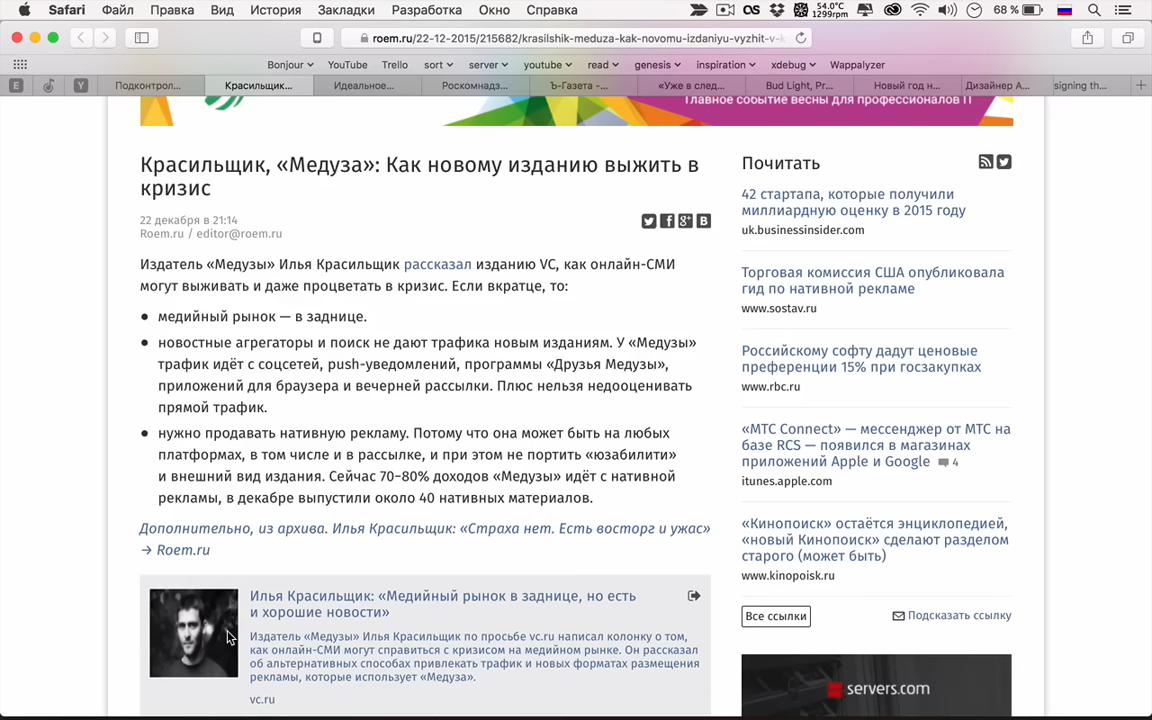 Safari Файл Правка Вид История Закладки Разработка Окно Справка 54.0°C 1299rpm 68 %
roem.ru/22-12-2015/215682/krasilshik-meduza-kak-novomu-izdaniyu-vyzhit-v-k
Bonjour YouTube Trello sort server youtube read genesis inspiration xdebug Wappalyzer
E Y Подконтрол... Красильщик... Идеальное... Роскомнадз... Ъ-Газета -... «Уже в след... Bud Light, Pr... Новый год н... Дизайнер A... signing th...
Главное событие весны для профессионалов IT
Красильщик, «Медуза»: Как новому изданию выжить в
кризис
22 декабря в 21:14
Roem.ru / editor@roem.ru
Издатель «Медузы» Илья Красильщик рассказал изданию VC, как онлайн-СМИ
могут выживать и даже процветать в кризис. Если вкратце, то:
● медийный рынок — в заднице.
● новостные агрегаторы и поиск не дают трафика новым изданиям. У «Медузы»
трафик идёт с соцсетей, push-уведомлений, программы «Друзья Медузы»,
приложений для браузера и вечерней рассылки. Плюс нельзя недооценивать
прямой трафик.
● нужно продавать нативную рекламу. Потому что она может быть на любых
платформах, в том числе и в рассылке, и при этом не портить «юзабилити»
и внешний вид издания. Сейчас 70–80% доходов «Медузы» идёт с нативной
рекламы, в декабре выпустили около 40 нативных материалов.
Дополнительно, из архива. Илья Красильщик: «Страха нет. Есть восторг и ужас»
→ Roem.ru
Илья Красильщик: «Медийный рынок в заднице, но есть
и хорошие новости»
Издатель «Медузы» Илья Красильщик по просьбе vc.ru написал колонку о том,
как онлайн-СМИ могут справиться с кризисом на медийном рынке. Он рассказал
об альтернативных способах привлекать трафик и новых форматах размещения
рекламы, которые использует «Медуза».
vc.ru
Почитать
42 стартапа, которые получили
миллиардную оценку в 2015 году
uk.businessinsider.com
Торговая комиссия США опубликовала
гид по нативной рекламе
www.sostav.ru
Российскому софту дадут ценовые
преференции 15% при госзакупках
www.rbc.ru
«МТС Connect» — мессенджер от МТС на
базе RCS — появился в магазинах
приложений Apple и Google 4
itunes.apple.com
«Кинопоиск» остаётся энциклопедией,
«новый Кинопоиск» сделают разделом
старого (может быть)
www.kinopoisk.ru
Все ссылки Подсказать ссылку
servers.com